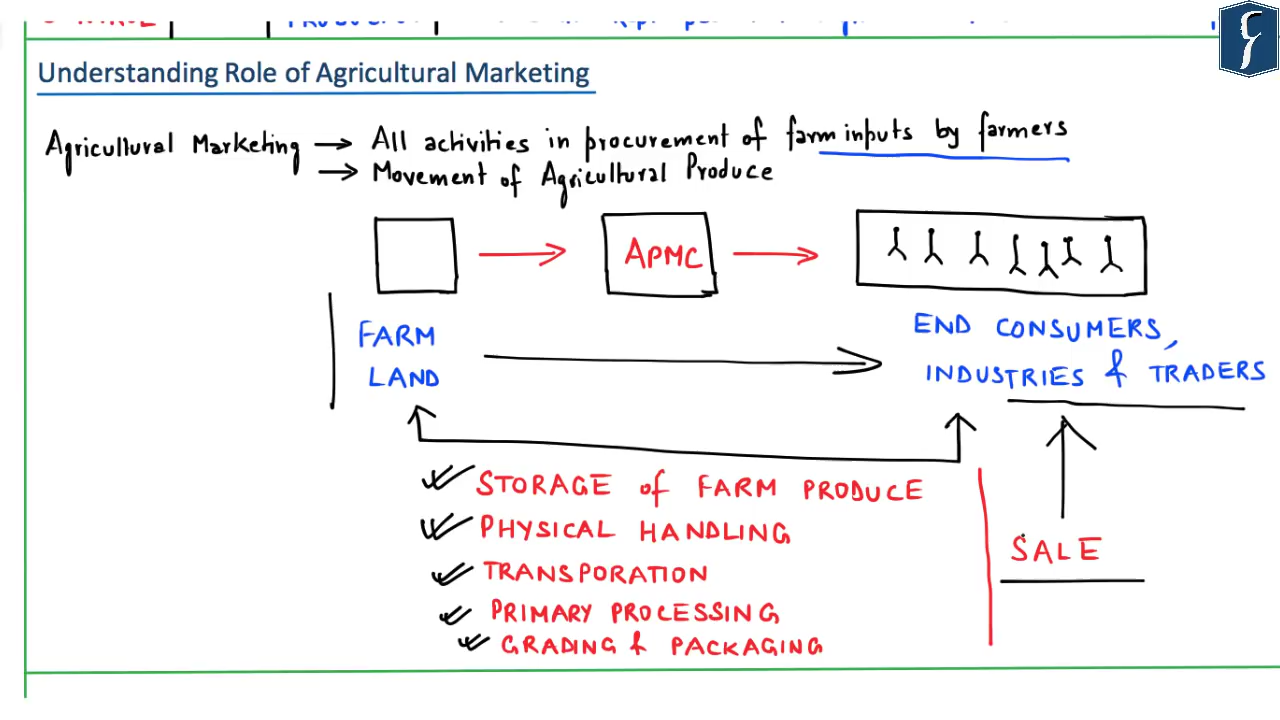 Understanding Role of Agricultural Marketing
Agricultural Marketing → All activities in procurement of farm inputs by farmers
→ Movement of Agricultural Produce
APMC
FARM
LAND
END CONSUMERS,
INDUSTRIES & TRADERS
STORAGE of FARM PRODUCE
PHYSICAL HANDLING
TRANSPORATION
PRIMARY PROCESSING
GRADING & PACKAGING
SALE